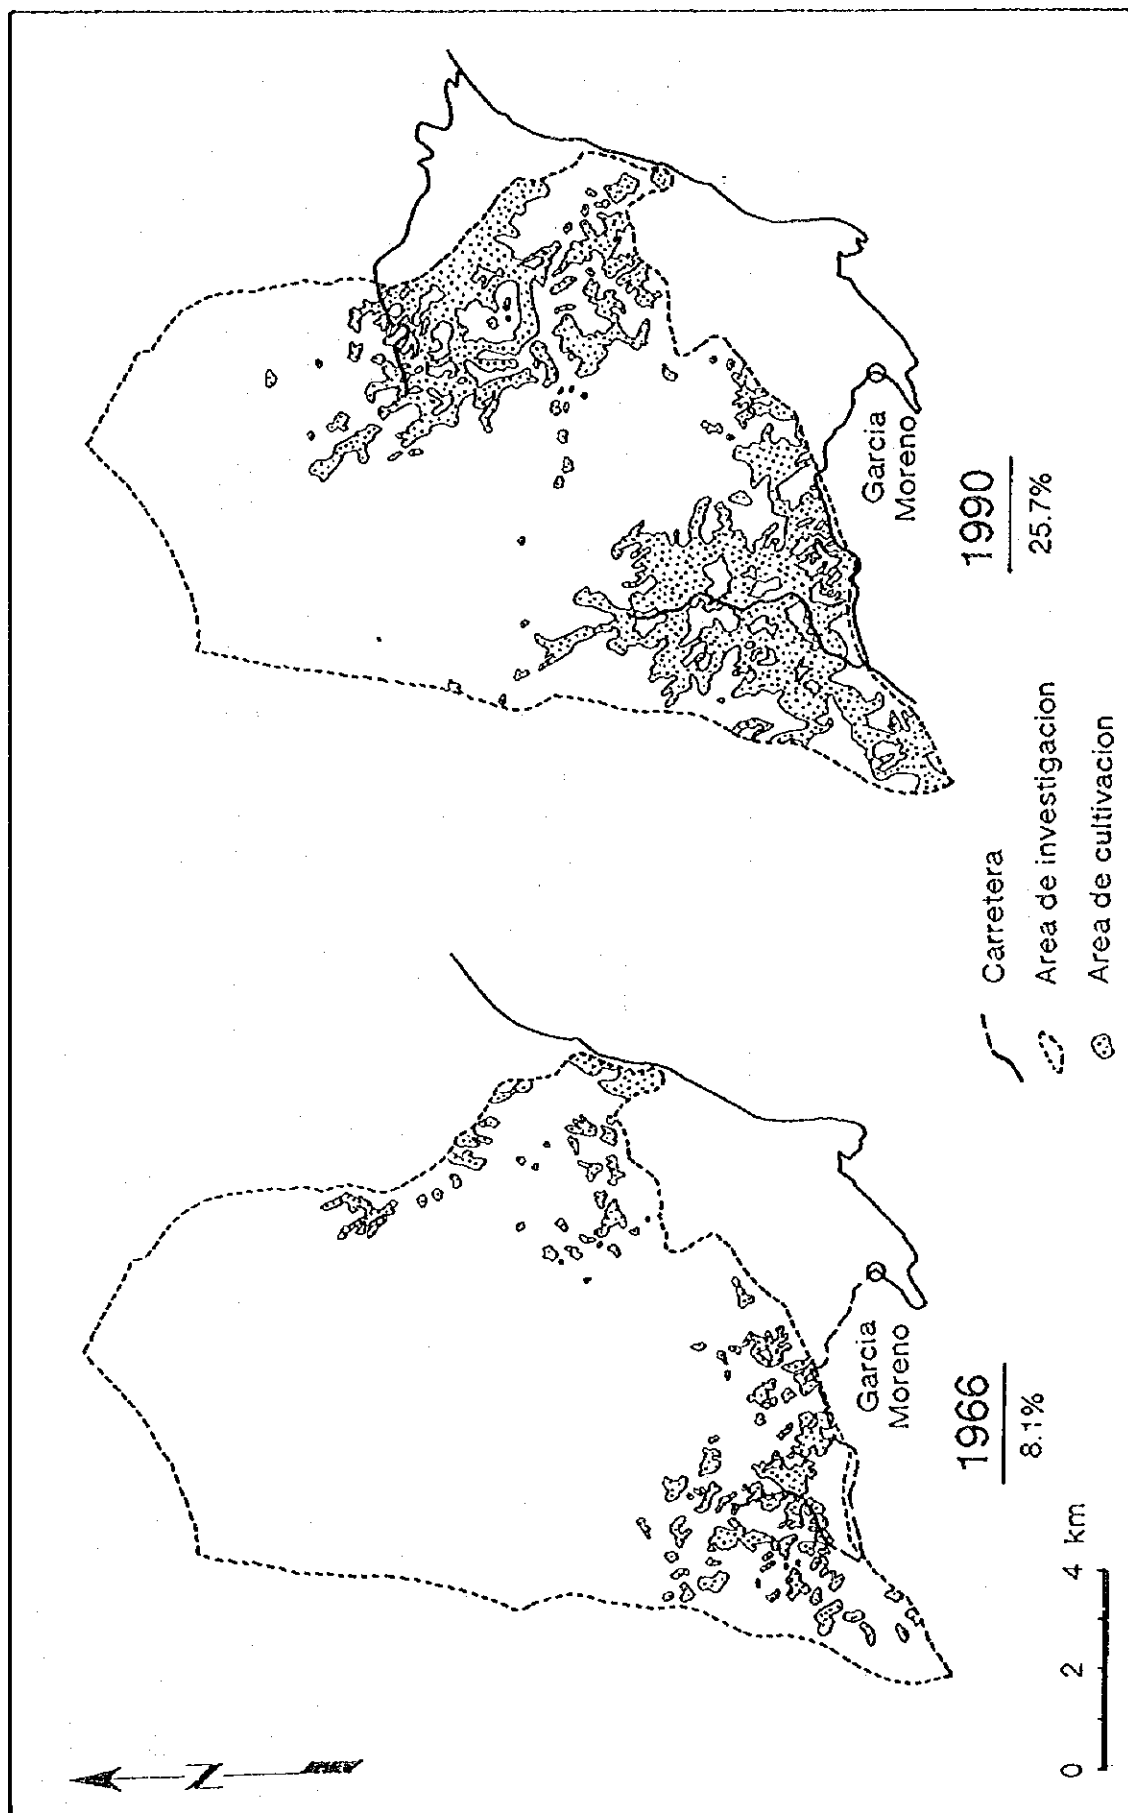 N
Garcia
Moreno
1966
8.1%
0 2 4 km
Garcia
Moreno
1990
25.7%
Carretera
Area de investigacion
Area de cultivacion